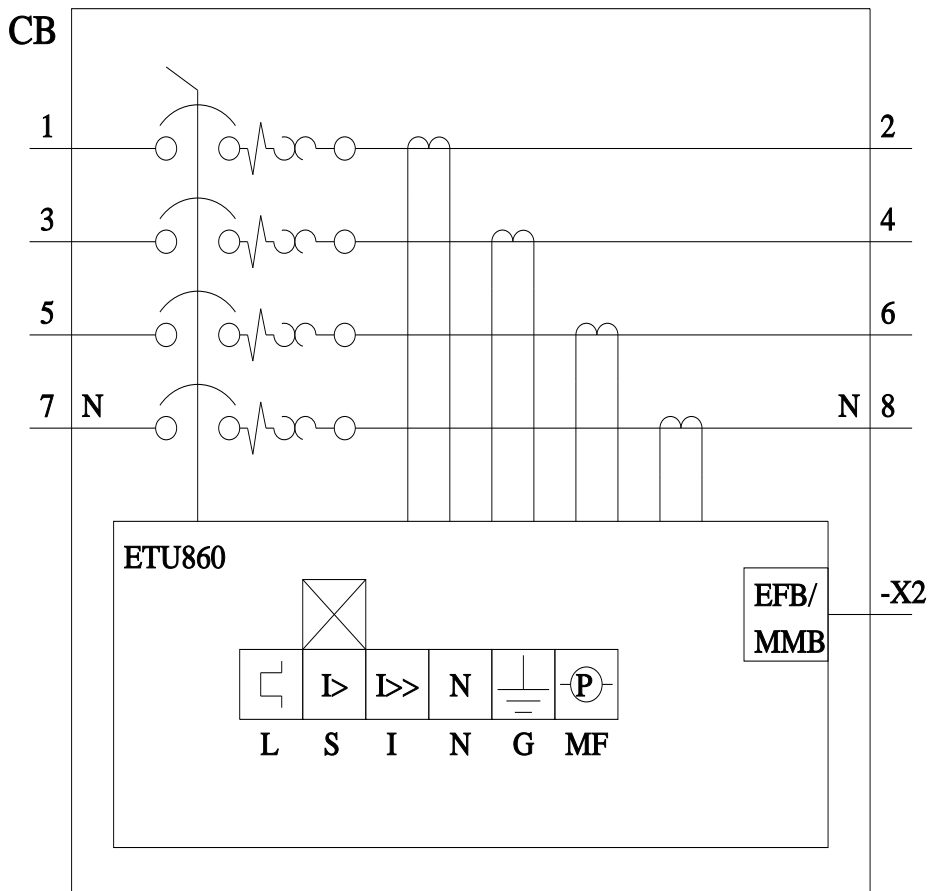 CB
1 2
3 4
5 6
7 N N 8
ETU860
EFB/ -X2
MMB
I> I>> N P
L S I N G MF